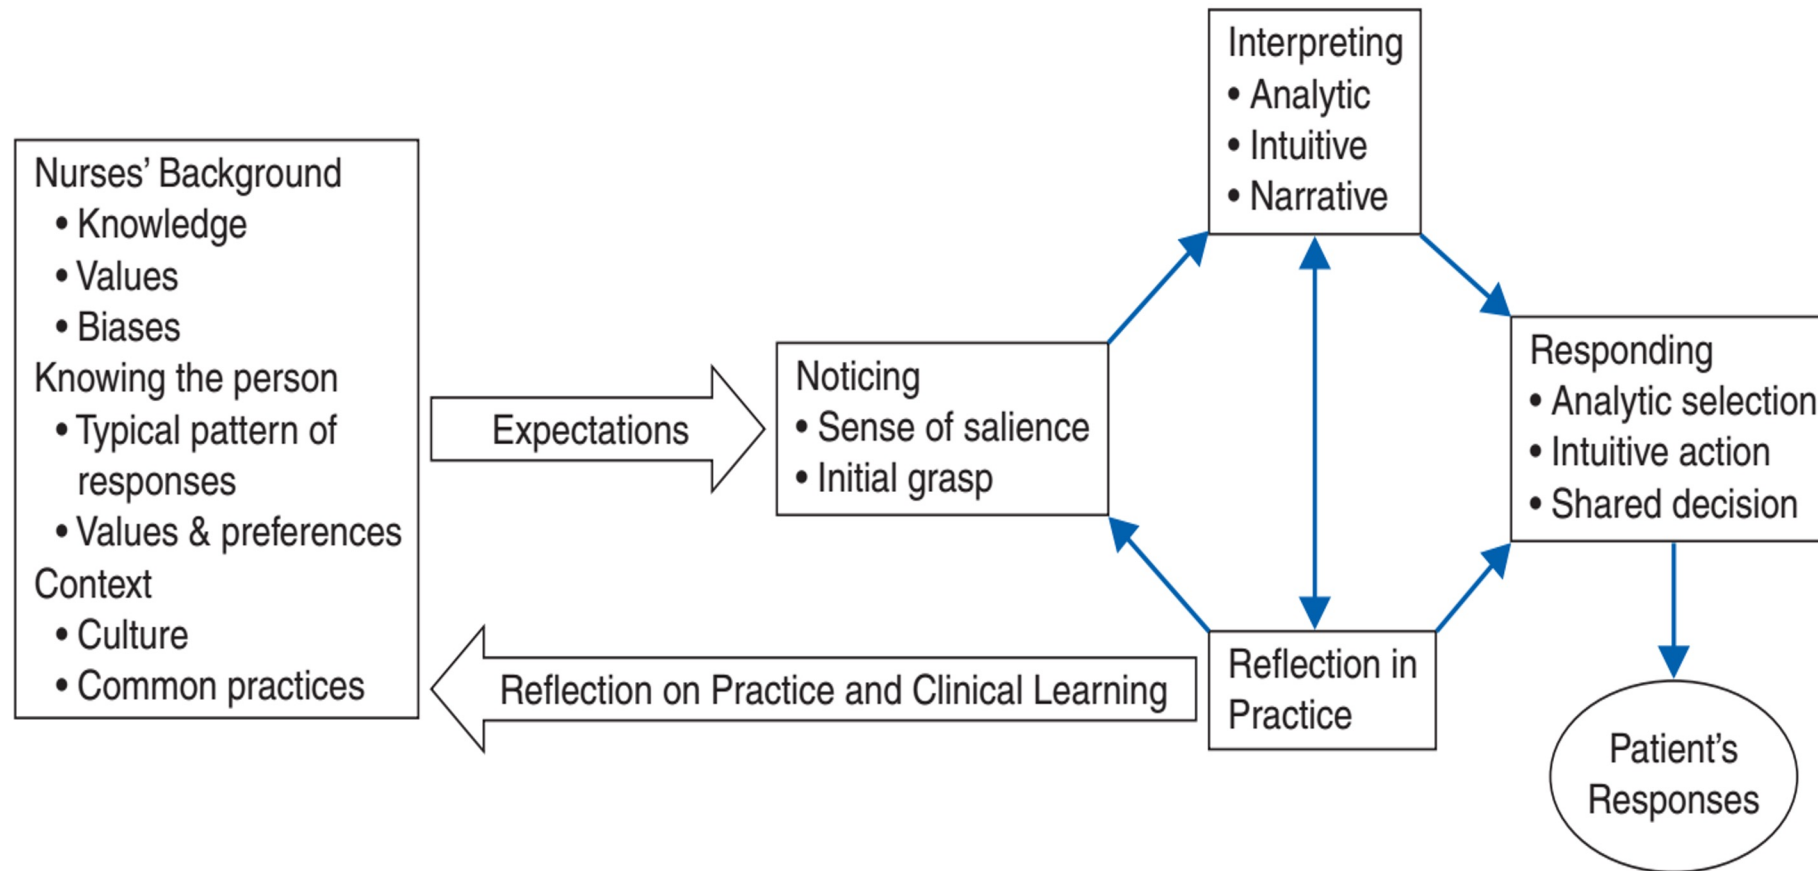 Nurses’ Background
• Knowledge
• Values
• Biases
Knowing the person
• Typical pattern of
responses
• Values & preferences
Context
• Culture
• Common practices
Expectations
Noticing
• Sense of salience
• Initial grasp
Interpreting
• Analytic
• Intuitive
• Narrative
Responding
• Analytic selection
• Intuitive action
• Shared decision
Reflection on Practice and Clinical Learning
Reflection in
Practice
Patient’s
Responses